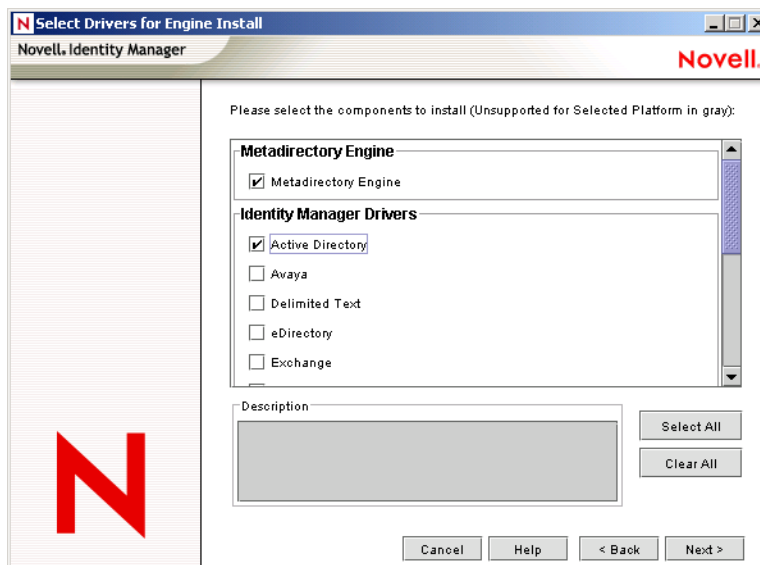 N Select Drivers for Engine Install
Novell. Identity Manager
Novell.
Please select the components to install (Unsupported for Selected Platform in gray):
Metadirectory Engine
Metadirectory Engine
Identity Manager Drivers
Active Directory
Avaya
Delimited Text
eDirectory
Exchange
Description
Select All
Clear All
N
Cancel Help < Back Next >